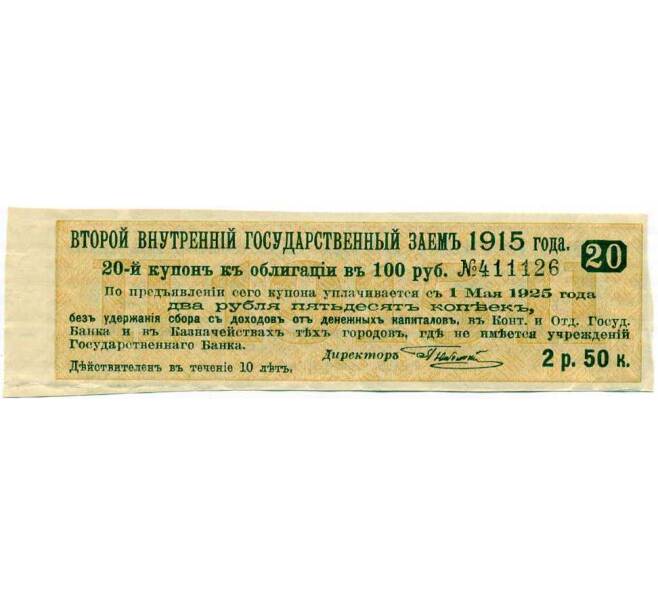 ВТОРОЙ ВНУТРЕННІЙ ГОСУДАРСТВЕННЫЙ ЗАЕМЪ 1915 года.
20
20-й купонъ къ облигаціи въ 100 руб. №411126
По предъявленіи сего купона уплачивается съ 1 Мая 1925 года
два рубля пятьдесятъ копѣекъ,
безъ удержанія сбора съ доходовъ отъ денежныхъ капиталовъ, въ Конт. и Отд. Госуд.
Банка и въ Казначействахъ тѣхъ городовъ, гдѣ не имѣется учрежденій
Государственнаго Банка.
Директоръ
2 р. 50 к.
Дѣйствителенъ въ теченіе 10 лѣтъ.